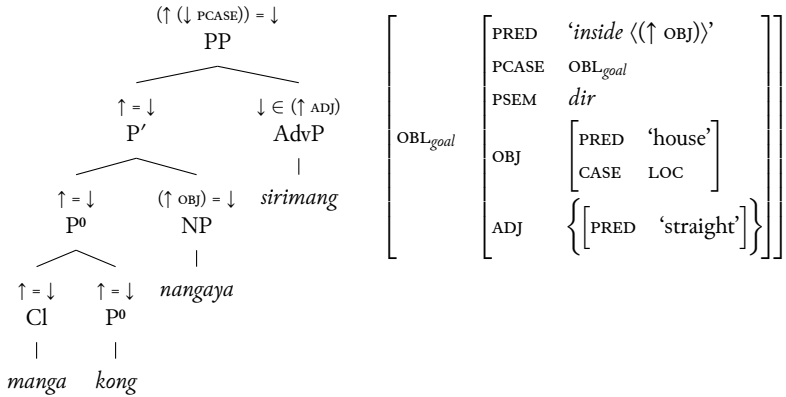 (↑ (↓ PCASE)) = ↓
PP
↑ = ↓ ↓ ∈ (↑ ADJ)
P′ AdvP
↑ = ↓ (↑ OBJ) = ↓ sirimang
P⁰ NP
↑ = ↓ ↑ = ↓ nangaya
Cl P⁰
manga kong
OBLgoal
PRED ‘inside ⟨(↑ OBJ)⟩’
PCASE OBLgoal
PSEM dir
OBJ
PRED ‘house’
CASE LOC
ADJ {[PRED ‘straight’]}